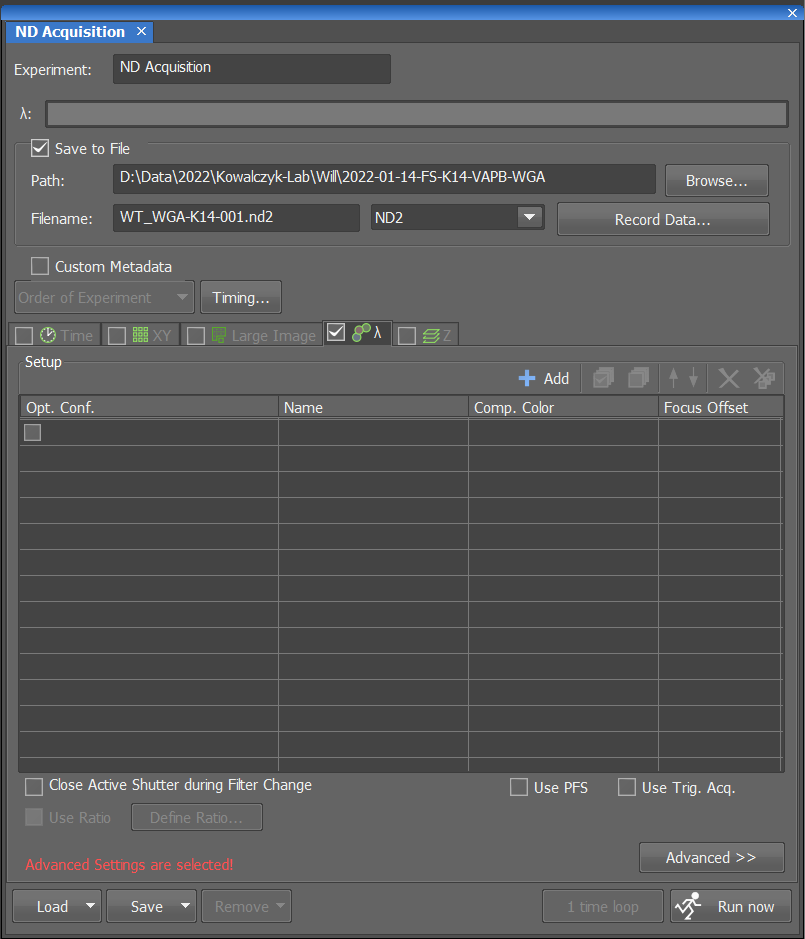 ND Acquisition
Experiment: ND Acquisition
λ:
Save to File
Path: D:\Data\2022\Kowalczyk-Lab\Will\2022-01-14-FS-K14-VAPB-WGA Browse...
Filename: WT_WGA-K14-001.nd2 ND2 Record Data...
Custom Metadata
Order of Experiment Timing...
Time XY Large Image λ Z
Setup
Add
Opt. Conf. Name Comp. Color Focus Offset
Close Active Shutter during Filter Change Use PFS Use Trig. Acq.
Use Ratio Define Ratio...
Advanced Settings are selected! Advanced >>
Load Save Remove 1 time loop Run now